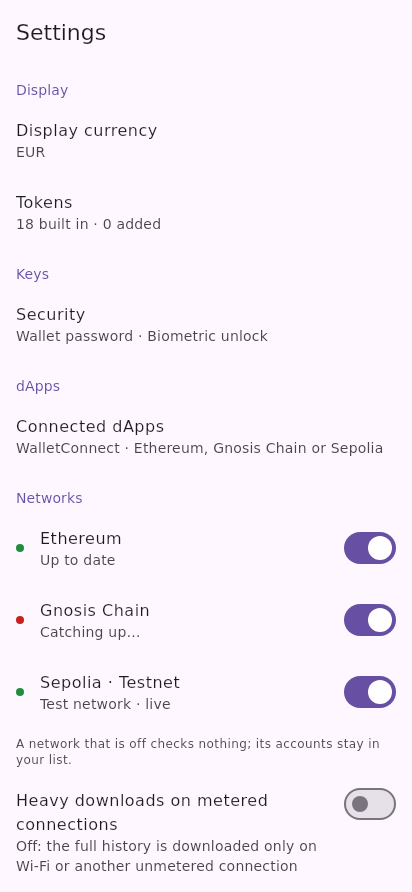 Settings
Display
Display currency
EUR
Tokens
18 built in · 0 added
Keys
Security
Wallet password · Biometric unlock
dApps
Connected dApps
WalletConnect · Ethereum, Gnosis Chain or Sepolia
Networks
Ethereum
Up to date
Gnosis Chain
Catching up…
Sepolia · Testnet
Test network · live
A network that is off checks nothing; its accounts stay in
your list.
Heavy downloads on metered
connections
Off: the full history is downloaded only on
Wi-Fi or another unmetered connection